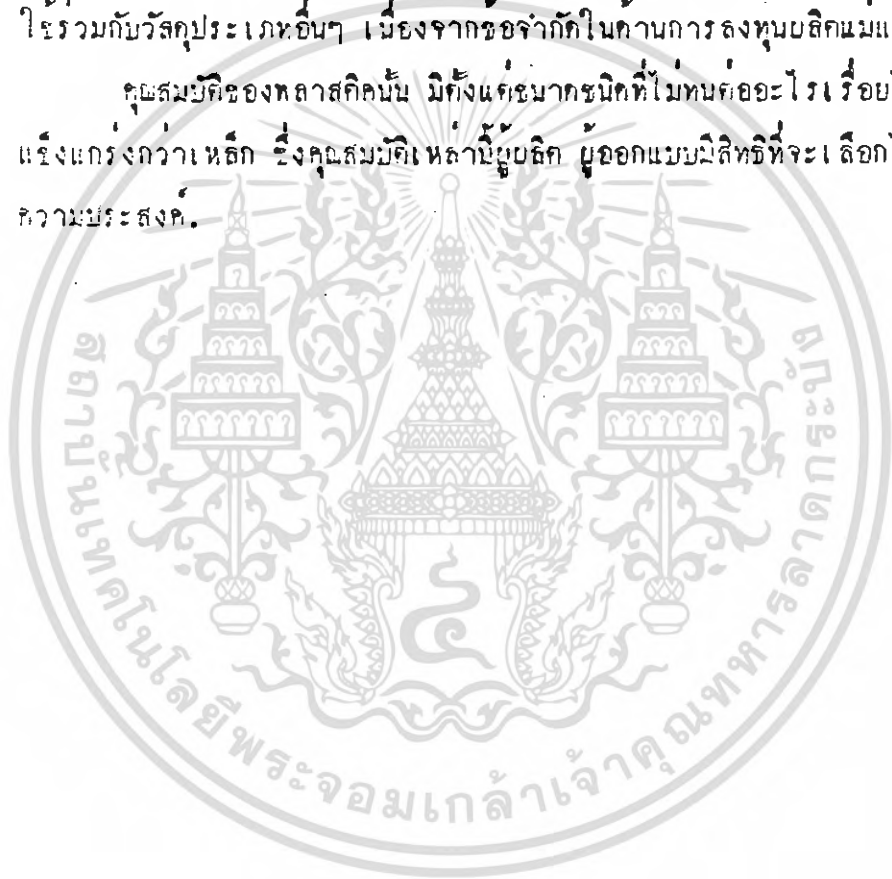 ใช้ร่วมกับวัสดุประเภทอื่นๆ เนื่องจากข้อจำกัดในด้านการลงทุนผลิตแม่แ
คุณสมบัติของพลาสติคนั้น มีตั้งแต่ขนาดชนิดที่ไม่ทนต่ออะไรเรื่อยไ
แข็งแกร่งกว่าเหล็ก ซึ่งคุณสมบัติเหล่านี้ผู้ผลิต ผู้ออกแบบมีสิทธิที่จะเลือกไ
ความประสงค์.
สถาบันเทคโนโลยีพระจอมเกล้าเจ้าคุณทหารลาดกระบัง